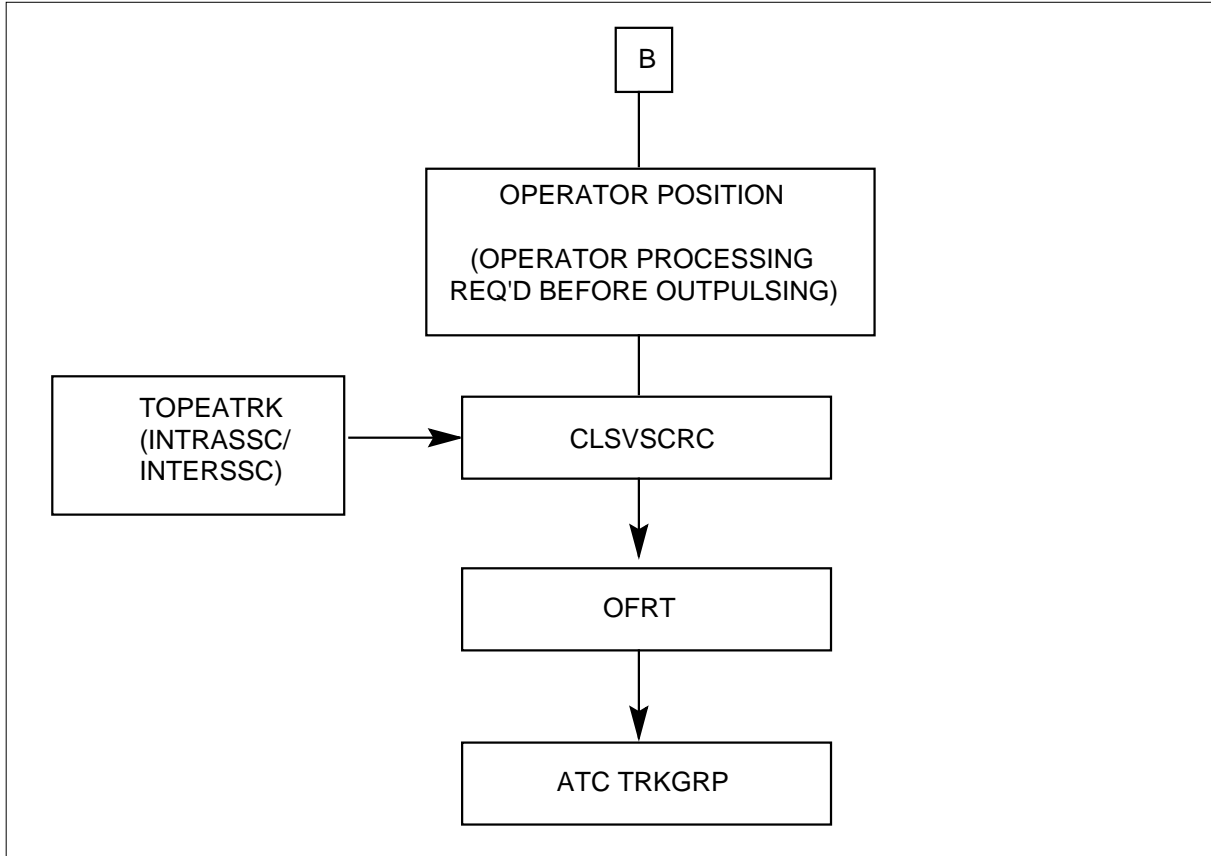 B
OPERATOR POSITION
(OPERATOR PROCESSING
REQ'D BEFORE OUTPULSING)
TOPEATRK
(INTRASSC/
INTERSSC)
CLSVSCRC
OFRT
ATC TRKGRP